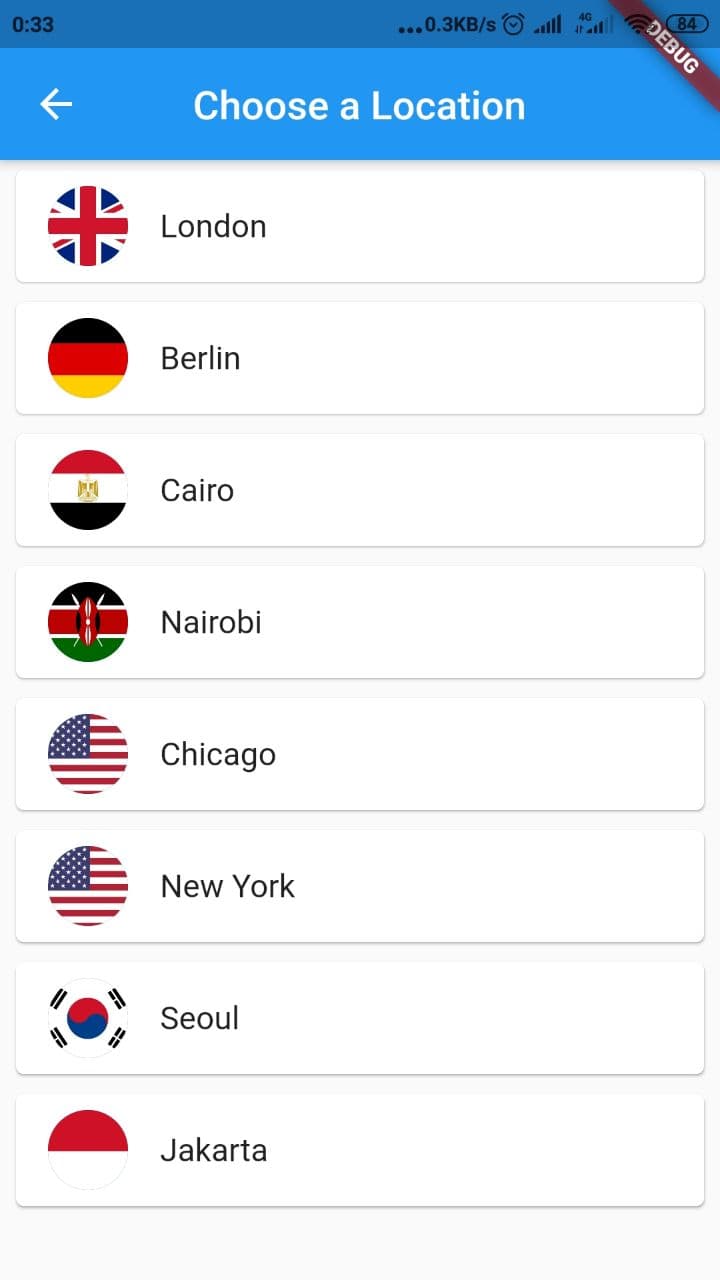 0:33
...0.3KB/s 4G 84
DEBUG
Choose a Location
London
Berlin
Cairo
Nairobi
Chicago
New York
Seoul
Jakarta